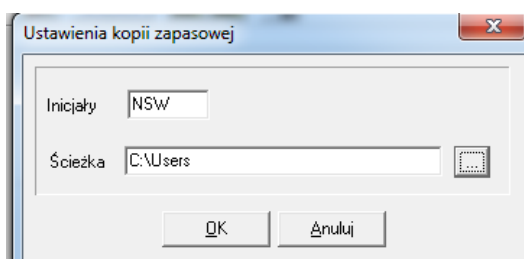 Ustawienia kopii zapasowej
Inicjały NSW
Ścieżka C:\Users ...
OK Anuluj